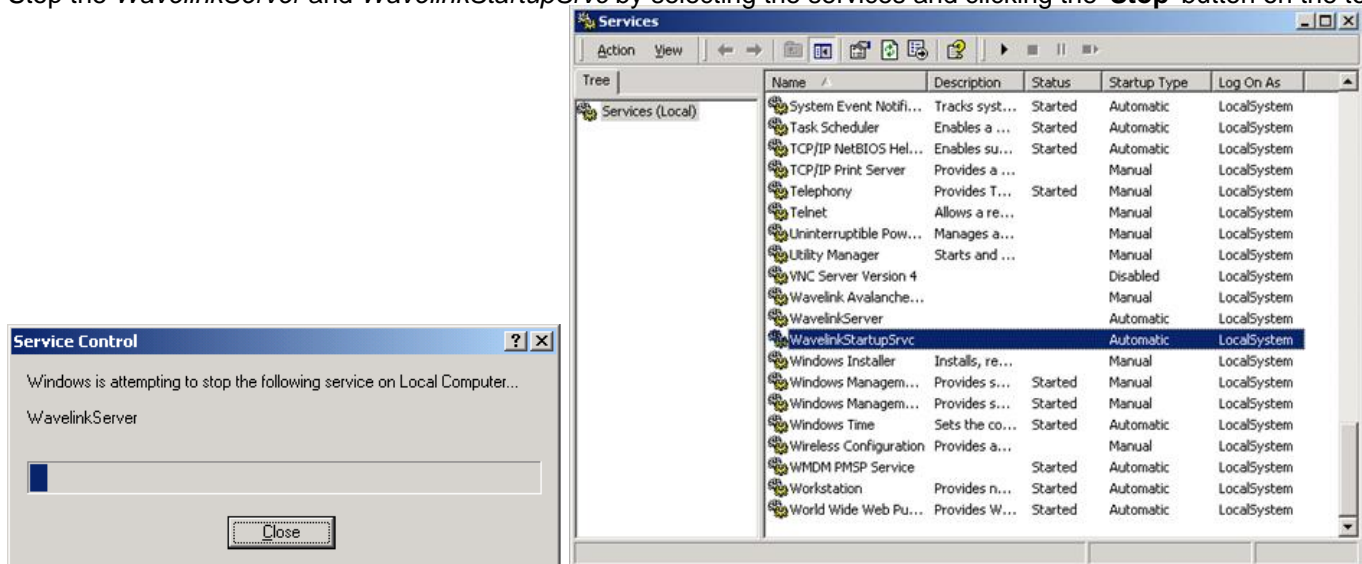 Stop the WavelinkServer and WavelinkStartupSrvc by selecting the services and clicking the 'Stop' button on the
Services
Action View
Tree
Name Description Status Startup Type Log On As
Services (Local)
System Event Notifi... Tracks syst... Started Automatic LocalSystem
Task Scheduler Enables a ... Started Automatic LocalSystem
TCP/IP NetBIOS Hel... Enables su... Started Automatic LocalSystem
TCP/IP Print Server Provides a ... Manual LocalSystem
Telephony Provides T... Started Manual LocalSystem
Telnet Allows a re... Manual LocalSystem
Uninterruptible Pow... Manages a... Manual LocalSystem
Utility Manager Starts and ... Manual LocalSystem
VNC Server Version 4 Disabled LocalSystem
Wavelink Avalanche... Manual LocalSystem
WavelinkServer Automatic LocalSystem
WavelinkStartupSrvc Automatic LocalSystem
Windows Installer Installs, re... Manual LocalSystem
Windows Managem... Provides s... Started Manual LocalSystem
Windows Managem... Provides s... Started Manual LocalSystem
Windows Time Sets the co... Started Automatic LocalSystem
Wireless Configuration Provides a... Manual LocalSystem
WMDM PMSP Service Started Automatic LocalSystem
Workstation Provides n... Started Automatic LocalSystem
World Wide Web Pu... Provides W... Started Automatic LocalSystem
Service Control
Windows is attempting to stop the following service on Local Computer...
WavelinkServer
Close